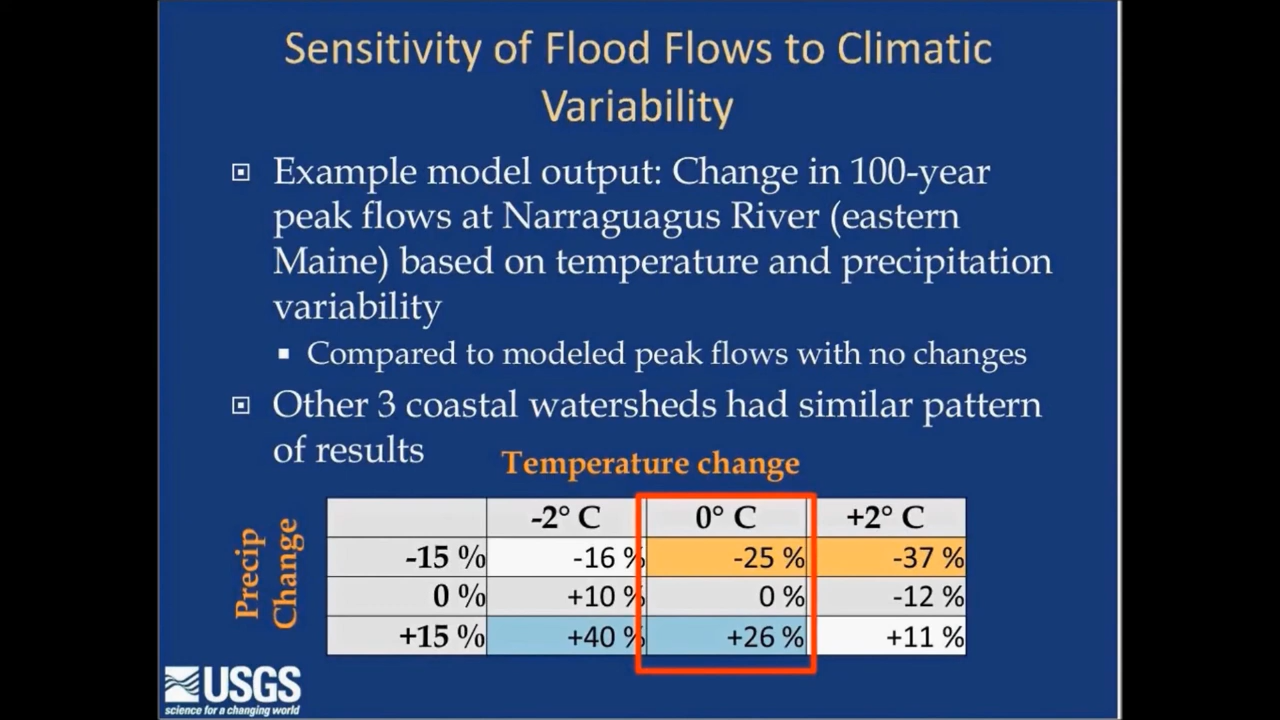 Sensitivity of Flood Flows to Climatic
Variability
Example model output: Change in 100-year
peak flows at Narraguagus River (eastern
Maine) based on temperature and precipitation
variability
Compared to modeled peak flows with no changes
Other 3 coastal watersheds had similar pattern
of results
Temperature change
Precip
Change
-2° C 0° C +2° C
-15 % -16 % -25 % -37 %
0 % +10 % 0 % -12 %
+15 % +40 % +26 % +11 %
USGS
science for a changing world